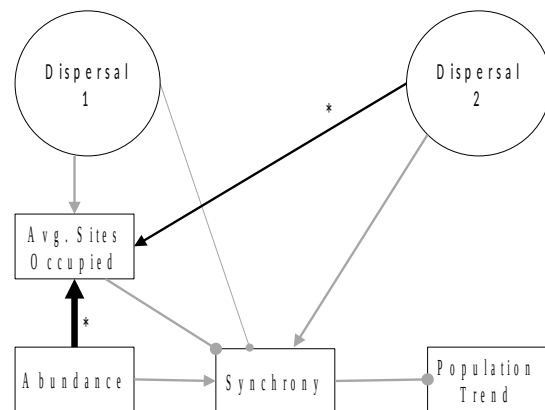 Dispersal
1
Dispersal
2
*
Avg. Sites
Occupied
*
Abundance
Synchrony
Population
Trend